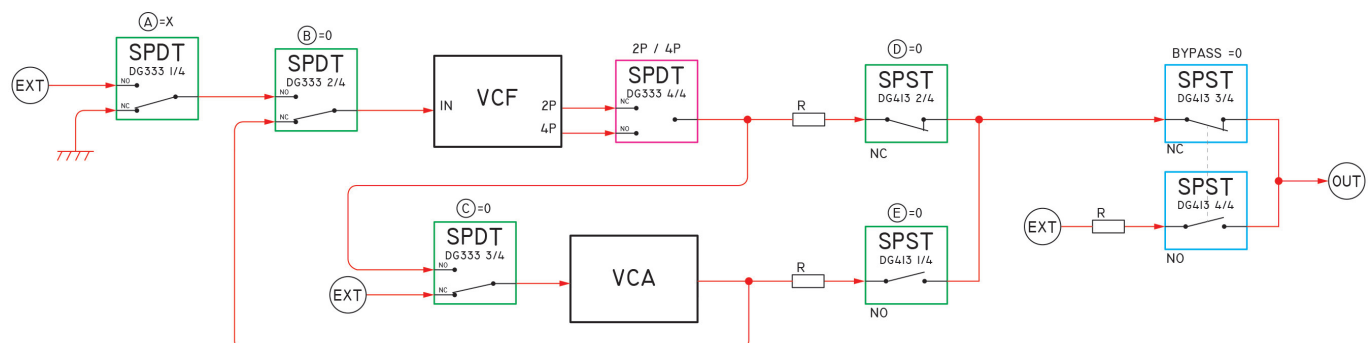 Ⓐ=X
SPDT
DG333 1/4
EXT
NO
NC
Ⓑ=0
SPDT
DG333 2/4
NO
NC
VCF
IN
2P
4P
2P / 4P
SPDT
DG333 4/4
NC
NO
R
Ⓓ=0
SPST
DG413 2/4
NC
BYPASS =0
SPST
DG413 3/4
NC
SPST
DG413 4/4
EXT
R
NO
OUT
Ⓒ=0
SPDT
DG333 3/4
NO
NC
EXT
VCA
R
Ⓔ=0
SPST
DG413 1/4
NO